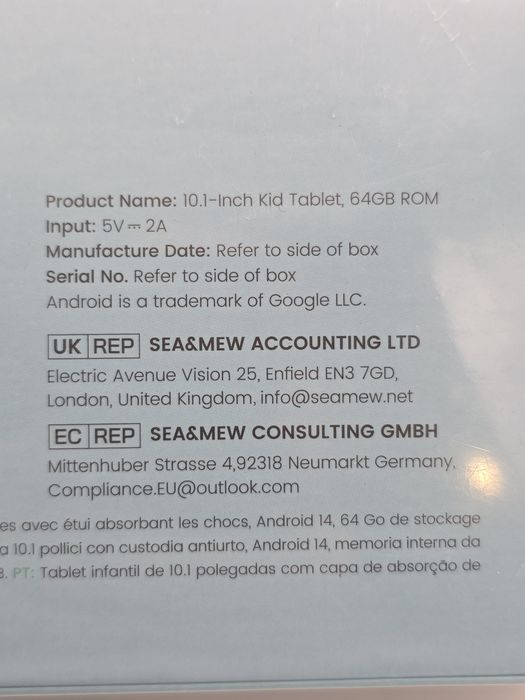 Product Name: 10.1-Inch Kid Tablet, 64GB ROM
Input: 5V⎓2A
Manufacture Date: Refer to side of box
Serial No. Refer to side of box
Android is a trademark of Google LLC.
UK REP SEA&MEW ACCOUNTING LTD
Electric Avenue Vision 25, Enfield EN3 7GD,
London, United Kingdom, info@seamew.net
EC REP SEA&MEW CONSULTING GMBH
Mittenhuber Strasse 4,92318 Neumarkt Germany,
Compliance.EU@outlook.com
es avec étui absorbant les chocs, Android 14, 64 Go de stockage
a 10.1 pollici con custodia antiurto, Android 14, memoria interna da
. PT: Tablet infantil de 10.1 polegadas com capa de absorção de